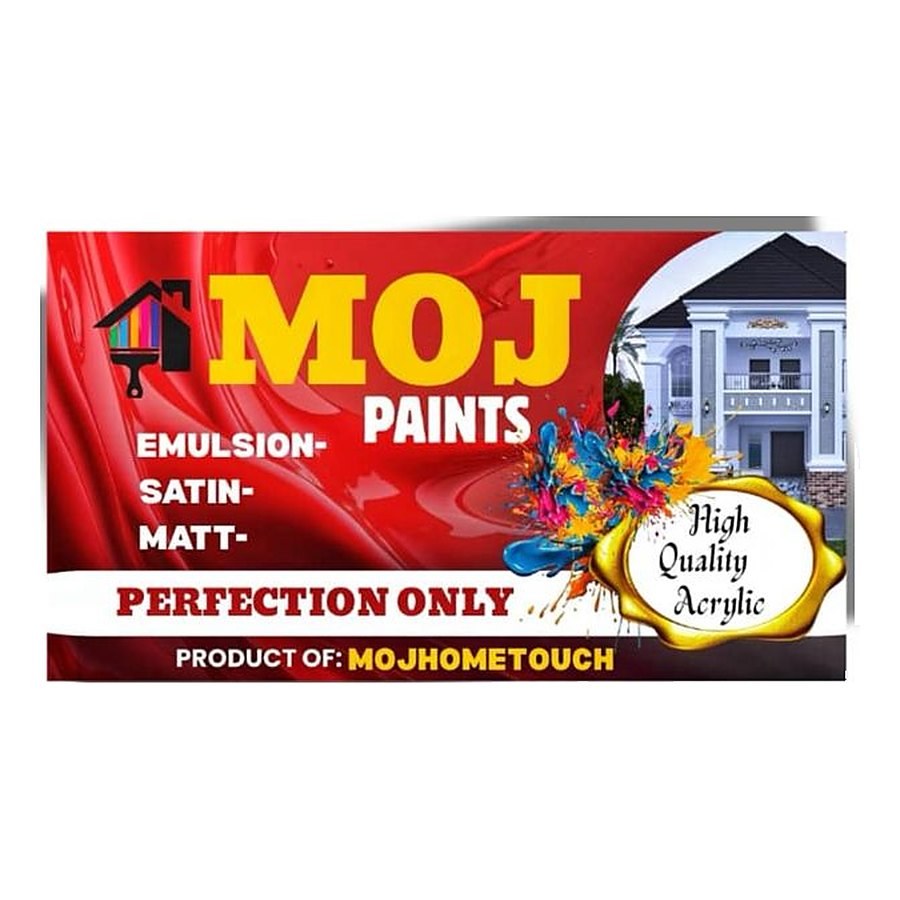 MOJ
PAINTS
EMULSION-
SATIN-
MATT-
High
Quality
Acrylic
PERFECTION ONLY
PRODUCT OF: MOJHOMETOUCH